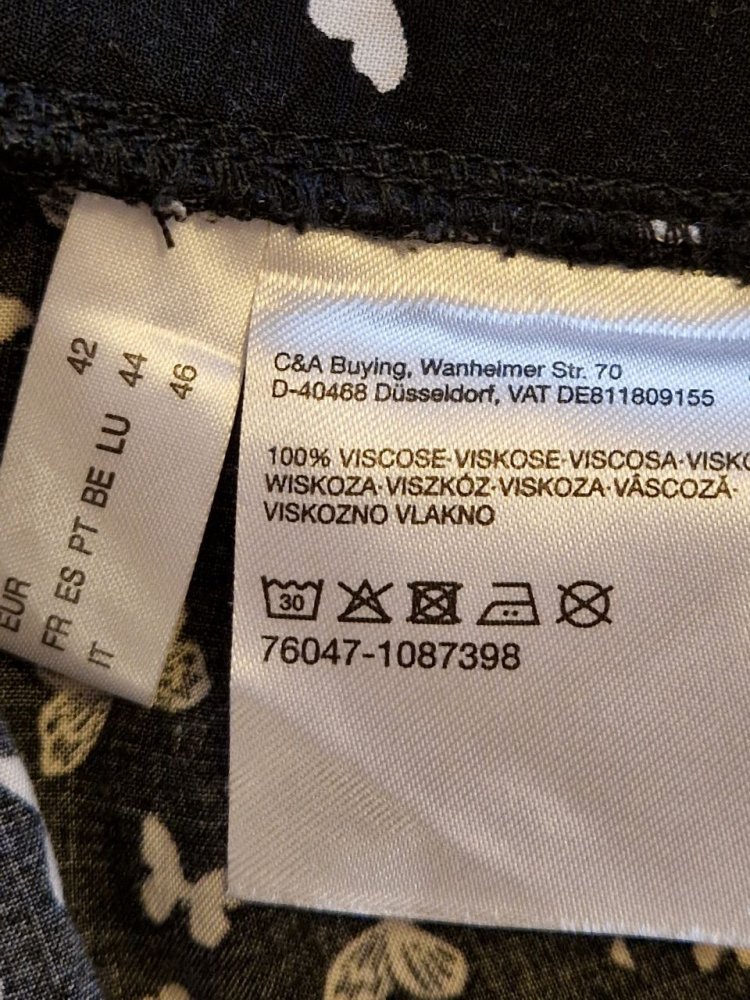 EUR 42
FR ES PT BE LU 44
IT 46
C&A Buying, Wanheimer Str. 70
D-40468 Düsseldorf, VAT DE811809155
100% VISCOSE·VISKOSE·VISCOSA·
WISKOZA·VISZKÓZ·VISKOZA·VÂSCOZĂ·
VISKOZNO VLAKNO
30
76047-1087398